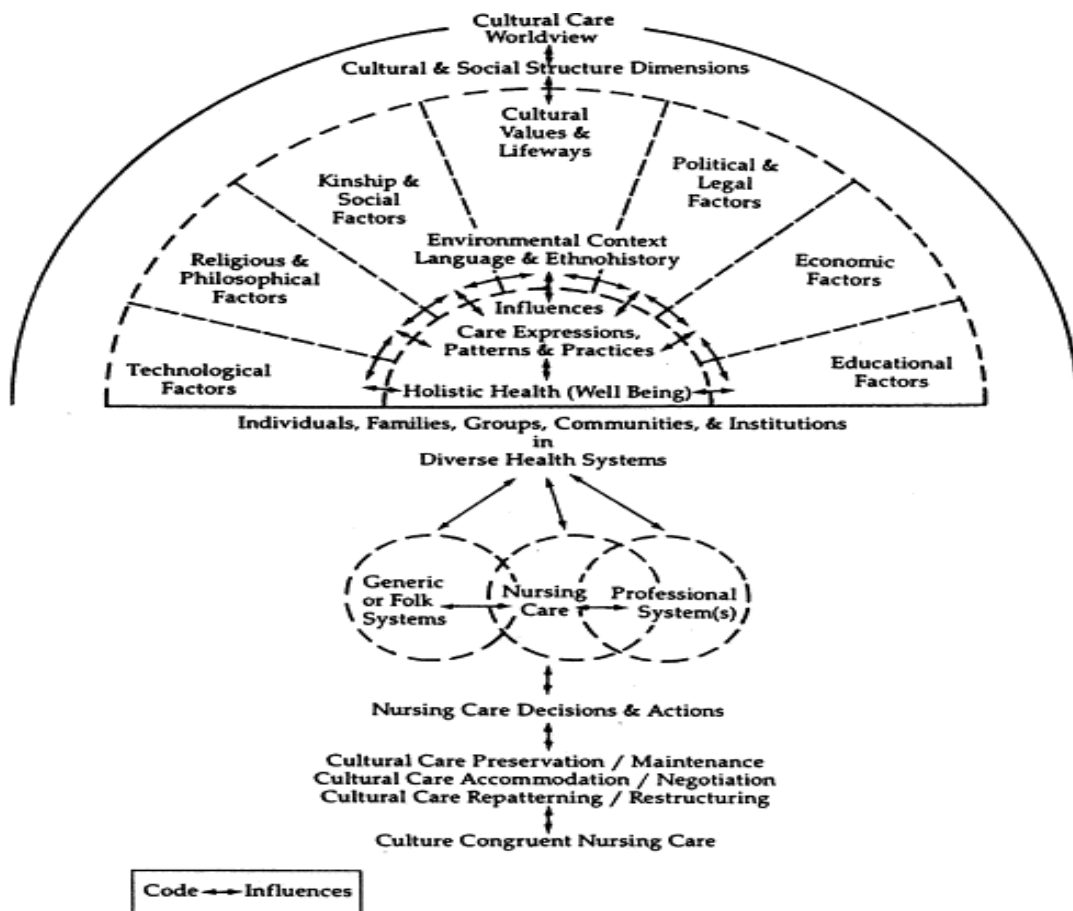 Cultural Care
Worldview
Cultural & Social Structure Dimensions
Cultural
Values &
Lifeways
Kinship &
Social
Factors
Political &
Legal
Factors
Religious &
Philosophical
Factors
Environmental Context
Language & Ethnohistory
Economic
Factors
Influences
Care Expressions,
Patterns & Practices
Technological
Factors
Holistic Health (Well Being)
Educational
Factors
Individuals, Families, Groups, Communities, & Institutions
in
Diverse Health Systems
Generic
or Folk
Systems
Nursing
Care
Professional
System(s)
Nursing Care Decisions & Actions
Cultural Care Preservation / Maintenance
Cultural Care Accommodation / Negotiation
Cultural Care Repatterning / Restructuring
Culture Congruent Nursing Care
Code Influences